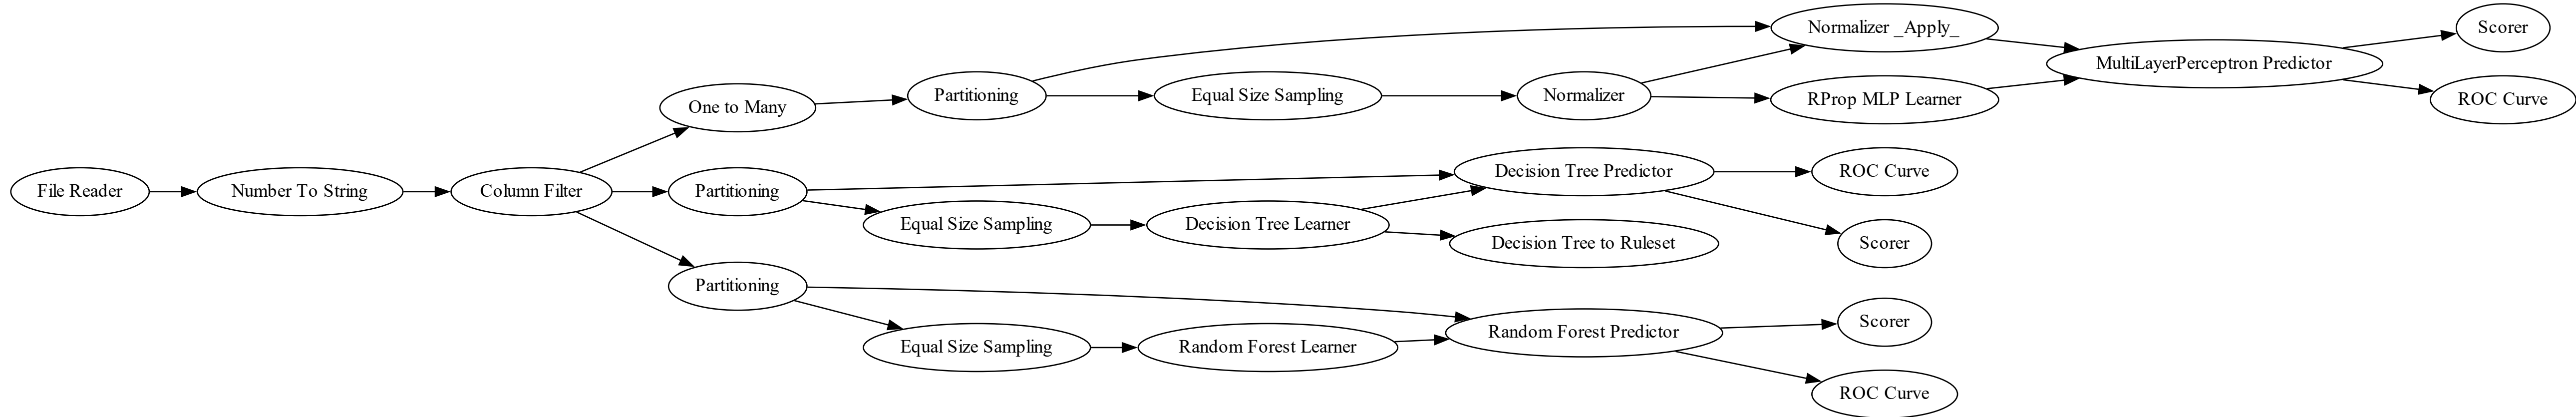 File Reader
Number To String
Column Filter
One to Many
Partitioning
Equal Size Sampling
Normalizer
Normalizer _Apply_
RProp MLP Learner
MultiLayerPerceptron Predictor
Scorer
ROC Curve
Partitioning
Equal Size Sampling
Decision Tree Learner
Decision Tree Predictor
Decision Tree to Ruleset
ROC Curve
Scorer
Partitioning
Equal Size Sampling
Random Forest Learner
Random Forest Predictor
Scorer
ROC Curve